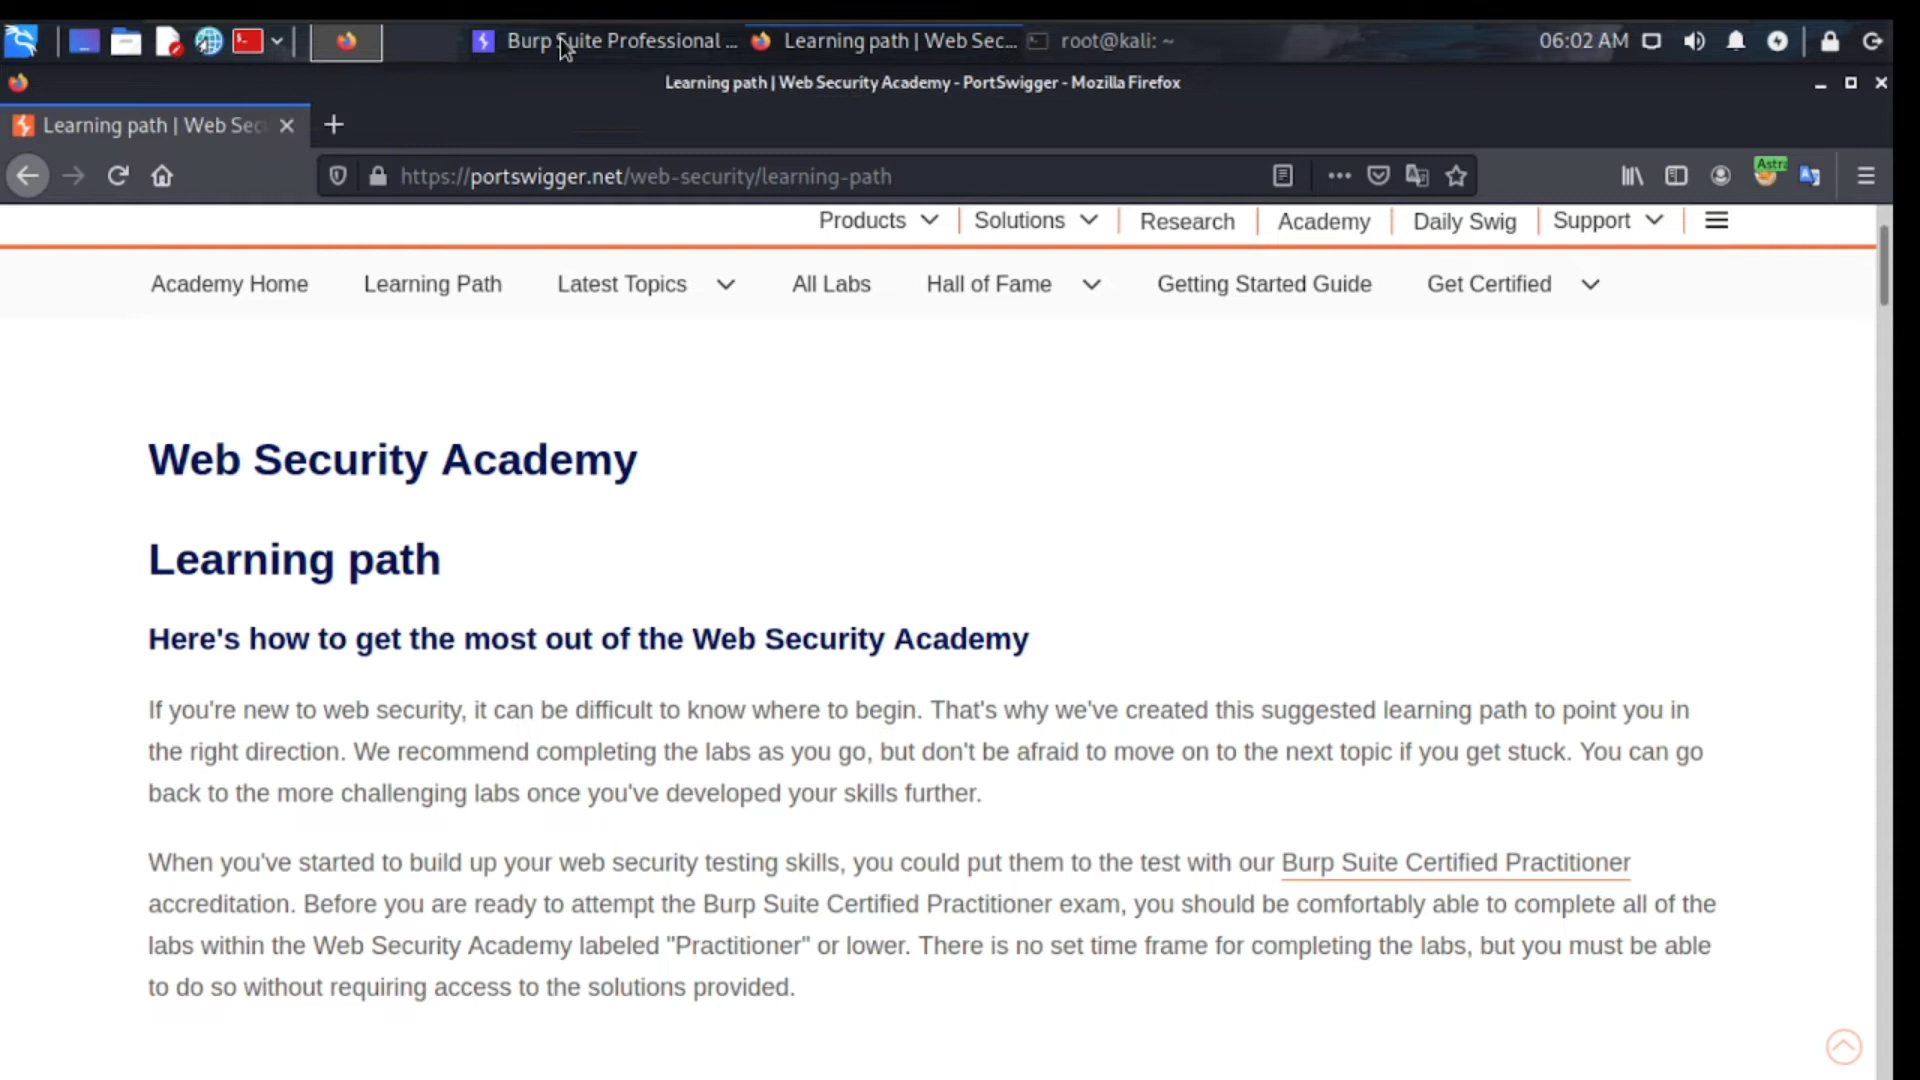 Burp Suite Professional ...
Learning path | Web Sec...
root@kali: ~
06:02 AM
Learning path | Web Security Academy - PortSwigger - Mozilla Firefox
Learning path | Web Sec
https://portswigger.net/web-security/learning-path
Astra
Products
Solutions
Research
Academy
Daily Swig
Support
Academy Home
Learning Path
Latest Topics
All Labs
Hall of Fame
Getting Started Guide
Get Certified
Web Security Academy
Learning path
Here's how to get the most out of the Web Security Academy
If you're new to web security, it can be difficult to know where to begin. That's why we've created this suggested learning path to point you in
the right direction. We recommend completing the labs as you go, but don't be afraid to move on to the next topic if you get stuck. You can go
back to the more challenging labs once you've developed your skills further.
When you've started to build up your web security testing skills, you could put them to the test with our Burp Suite Certified Practitioner
accreditation. Before you are ready to attempt the Burp Suite Certified Practitioner exam, you should be comfortably able to complete all of the
labs within the Web Security Academy labeled "Practitioner" or lower. There is no set time frame for completing the labs, but you must be able
to do so without requiring access to the solutions provided.